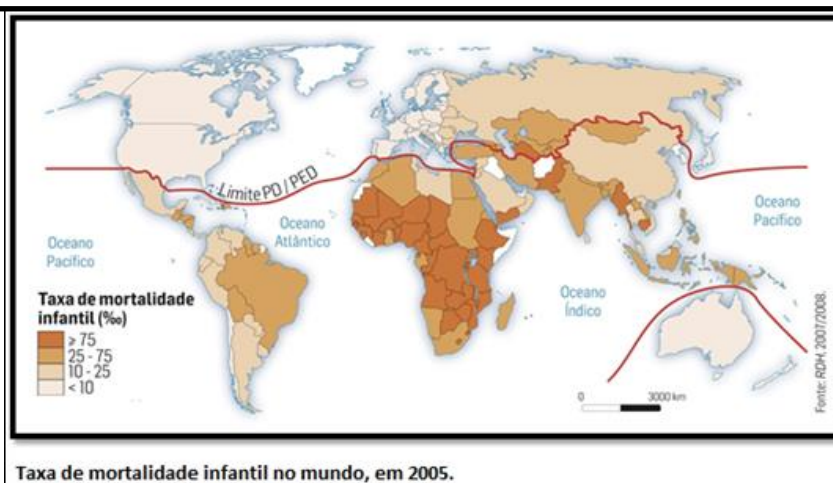 Limite PD / PED
Oceano
Pacífico
Oceano
Atlântico
Oceano
Pacífico
Oceano
Índico
Taxa de mortalidade
infantil (‰)
≥ 75
25 - 75
10 - 25
< 10
0 3000 km
Fonte: RDH, 2007/2008.
Taxa de mortalidade infantil no mundo, em 2005.